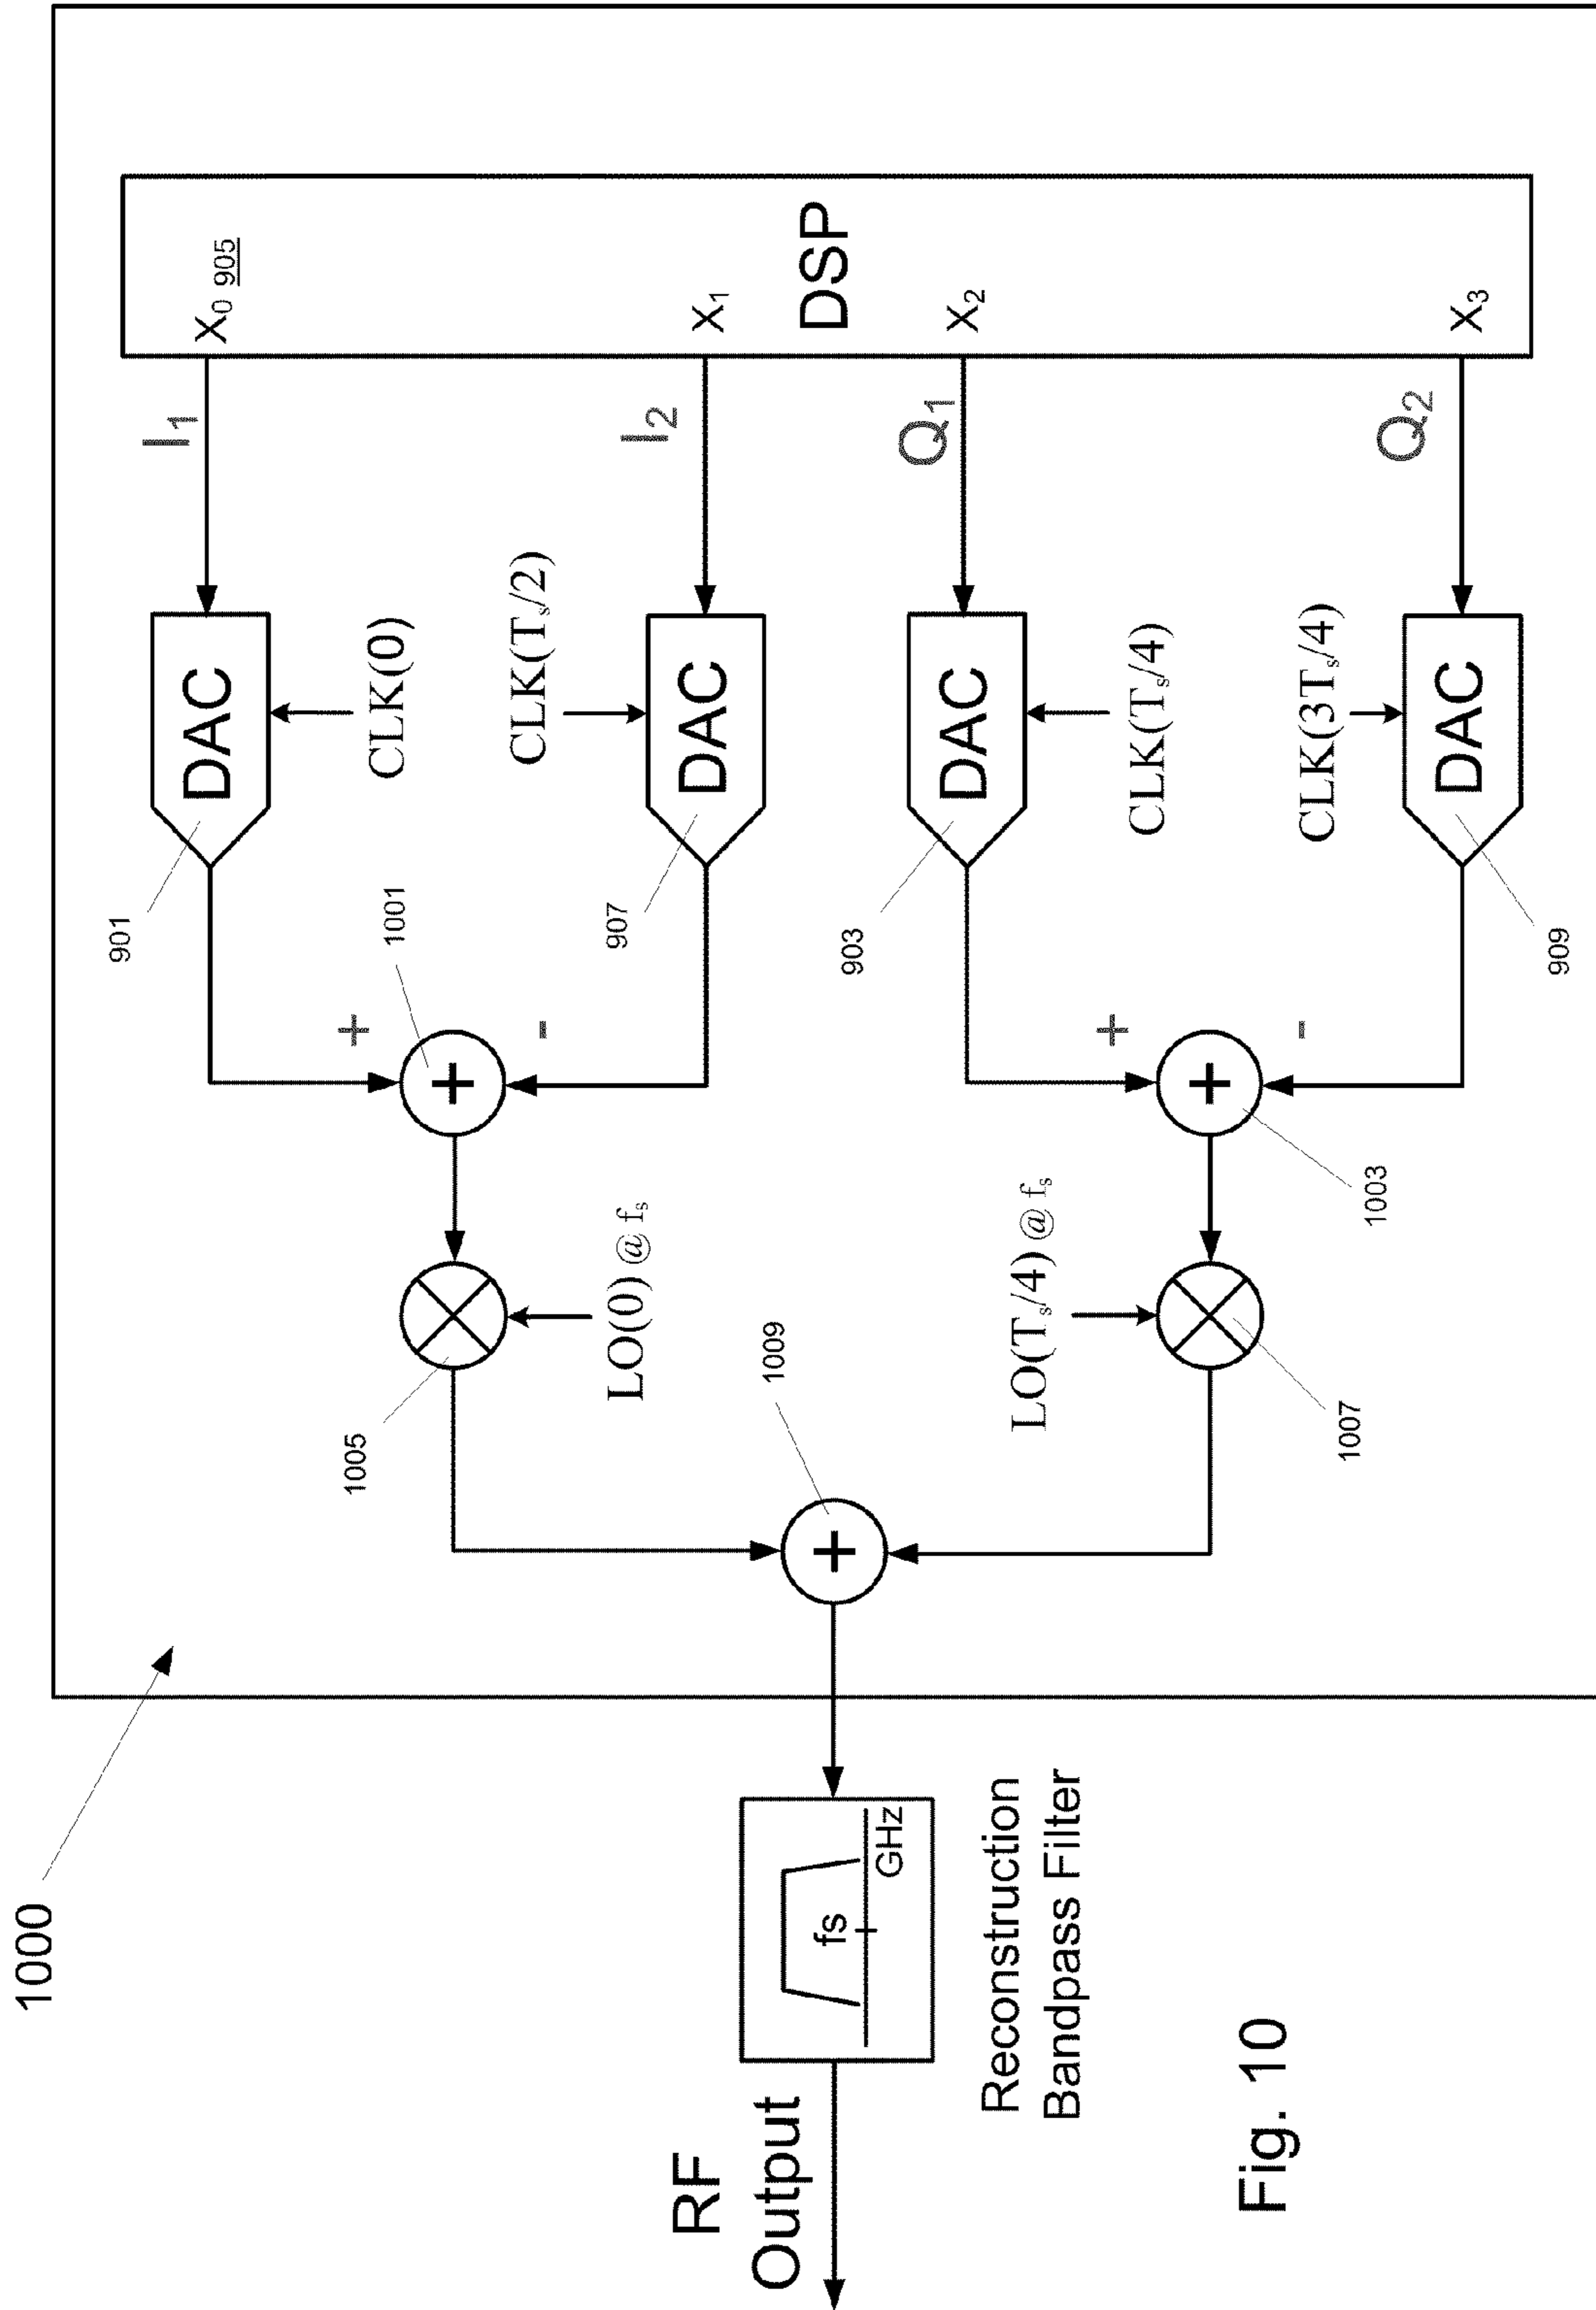 1000
X0 905
X1
DSP
X2
X3
I1
I2
Q1
Q2
DAC
CLK(0)
CLK(Ts/2)
DAC
DAC
CLK(Ts/4)
CLK(3Ts/4)
DAC
901
907
903
909
1001
+
-
+
+
-
+
1003
LO(0) @ fs
LO(Ts/4) @ fs
1005
1007
1009
+
fs
GHz
Reconstruction
Bandpass Filter
RF
Output
Fig. 10